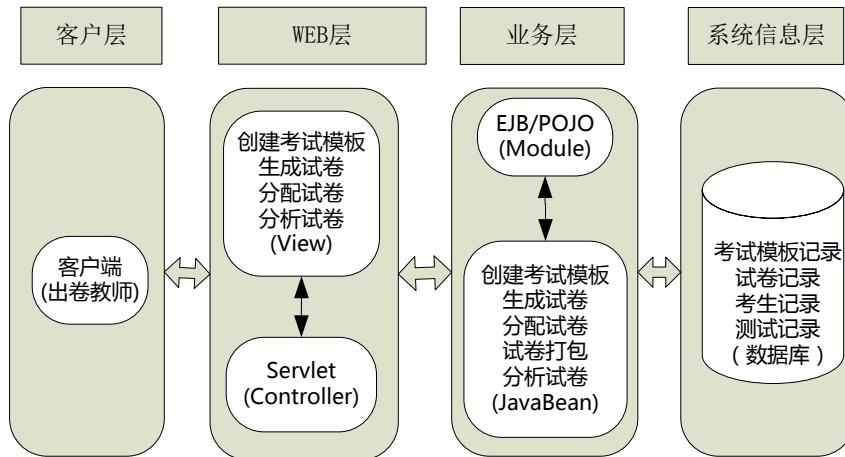 客户层
WEB层
业务层
系统信息层
客户端
(出卷教师)
创建考试模板
生成试卷
分配试卷
分析试卷
(View)
Servlet
(Controller)
EJB/POJO
(Module)
创建考试模板
生成试卷
分配试卷
试卷打包
分析试卷
(JavaBean)
考试模板记录
试卷记录
考生记录
测试记录
(数据库)